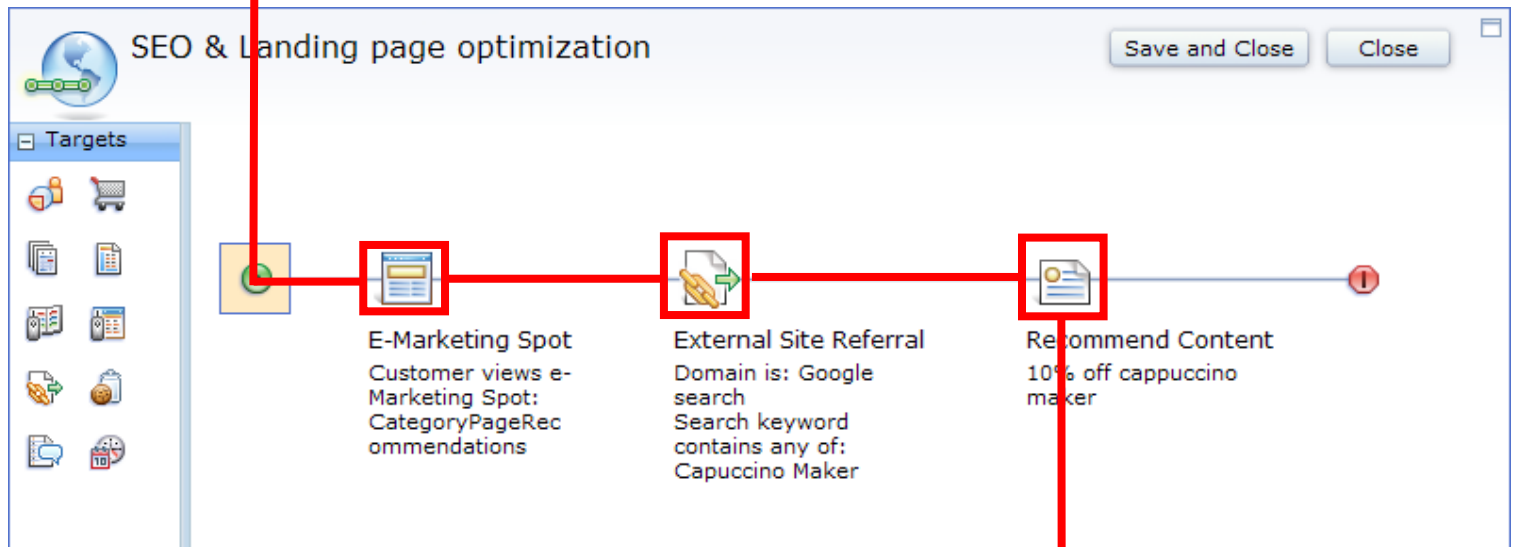 SEO & Landing page optimization
Save and Close
Close
Targets
E-Marketing Spot
Customer views e-
Marketing Spot:
CategoryPageRec
ommendations
External Site Referral
Domain is: Google
search
Search keyword
contains any of:
Capuccino Maker
Recommend Content
10% off cappuccino
maker